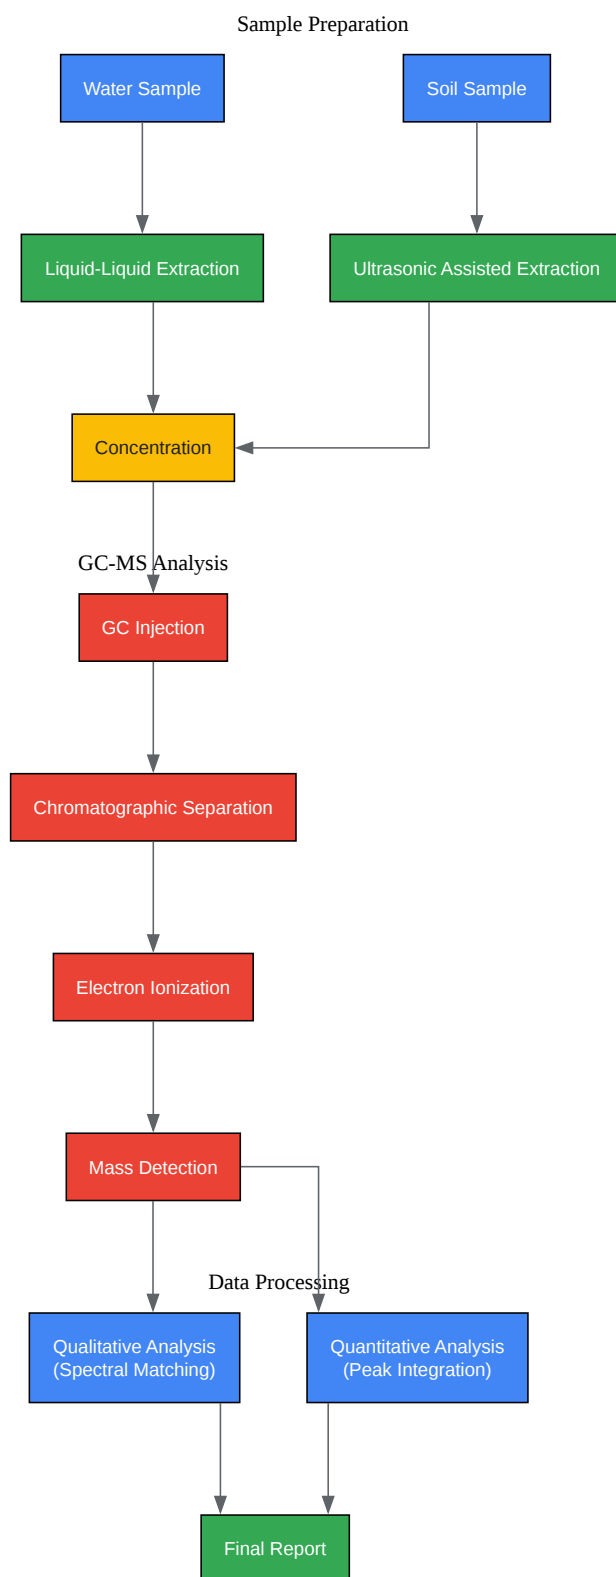 Sample Preparation
Water Sample
Soil Sample
Liquid-Liquid Extraction
Ultrasonic Assisted Extraction
Concentration
GC-MS Analysis
GC Injection
Chromatographic Separation
Electron Ionization
Mass Detection
Data Processing
Qualitative Analysis
(Spectral Matching)
Quantitative Analysis
(Peak Integration)
Final Report